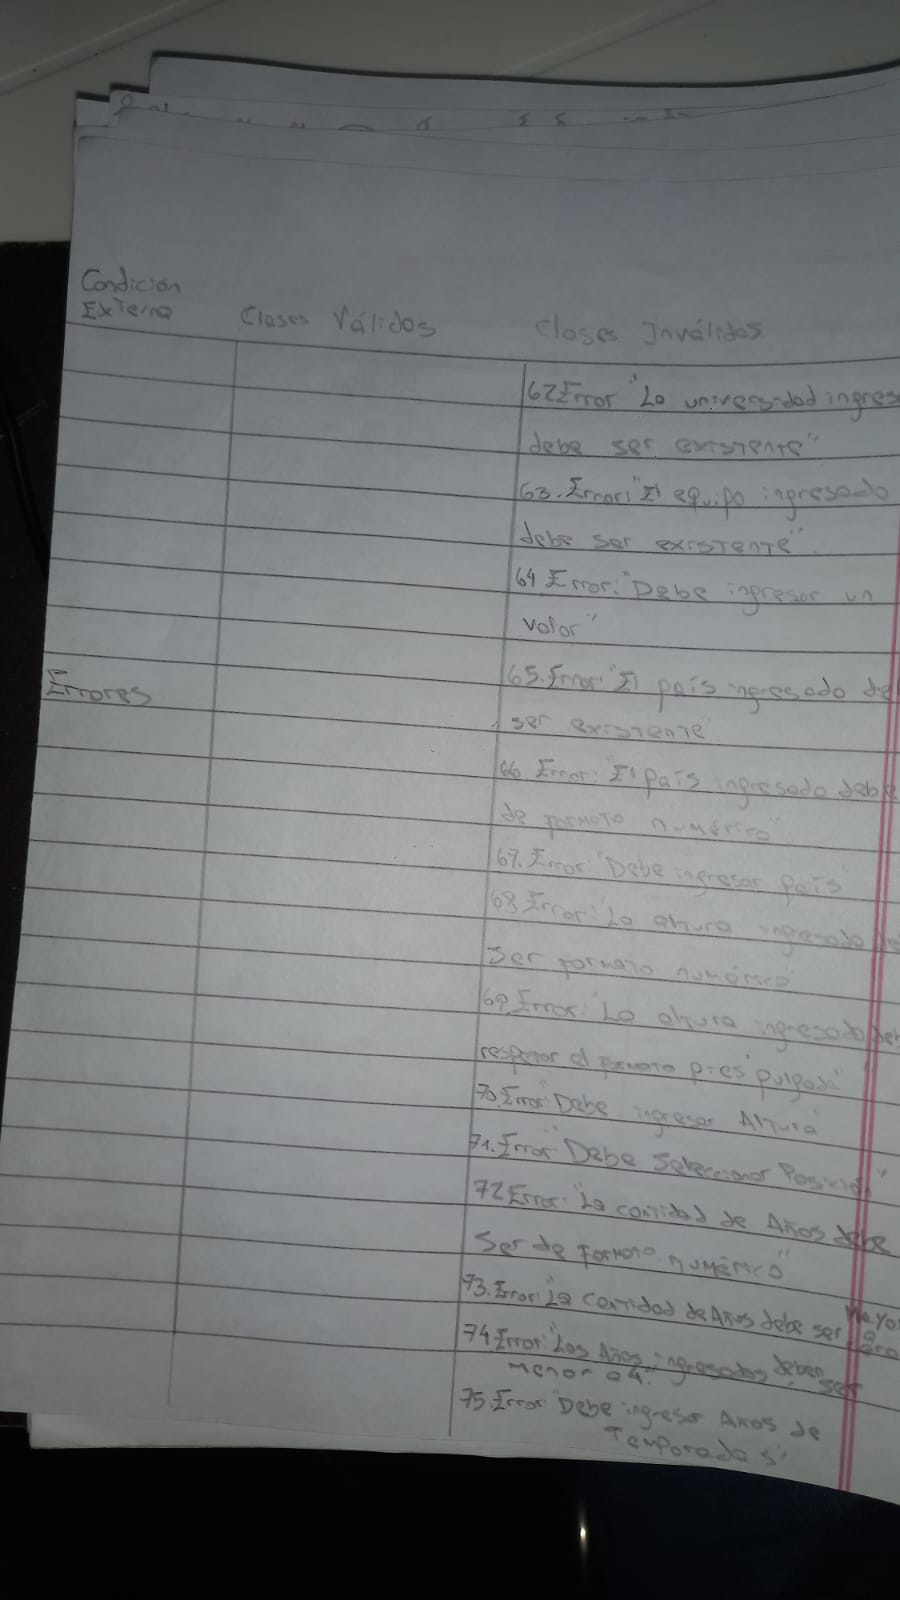 Condición
Externa Clases Válidas Clases Inválidas
62 Error "La universidad ingres
debe ser existente"
63. Error: "El equipo ingresado
debe ser existente"
64. Error: "Debe ingresar un
valor"
65. Error: "El país ingresado de
Errores
ser existente"
66. Error: "El país ingresado debe
de formato numérico"
67. Error "Debe ingresar país"
68 Error: "La altura ingresada de
ser formato numérico"
69. Error: "La altura ingresada deb
respetar el formato pies'pulgada"
70. Error "Debe ingresar Altura"
71. Error: "Debe Seleccionar Posición"
72 Error: "La cantidad de Años debe
ser de formato numérico"
73. Error: "La cantidad de Años debe ser Mayor
a
74 Error: "Los Años ingresados deben ser
menor a 4"
75. Error: "Debe ingresar Años de
Temporadas"